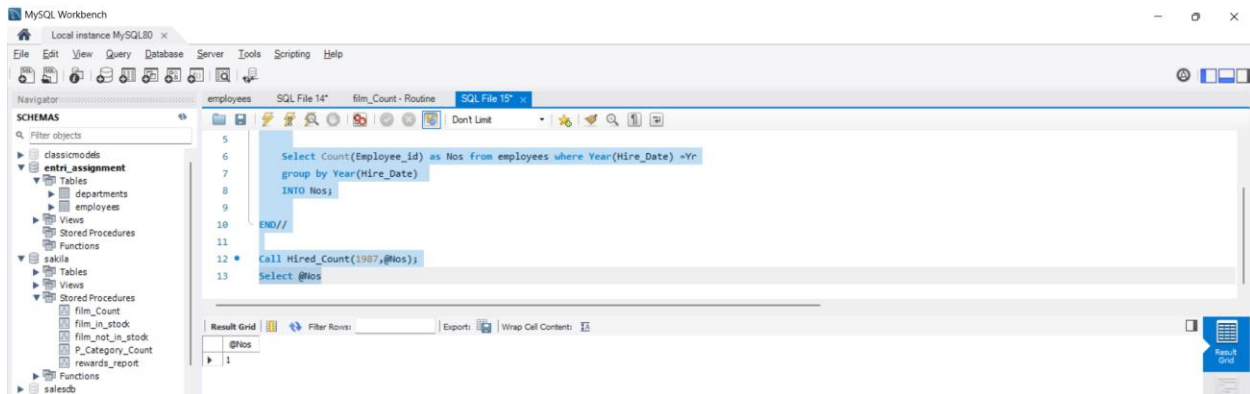 MySQL Workbench
Local instance MySQL80 ×
File Edit View Query Database Server Tools Scripting Help
Navigator
SCHEMAS
Filter objects
classicmodels
entri_assignment
Tables
departments
employees
Views
Stored Procedures
Functions
sakila
Tables
Views
Stored Procedures
film_Count
film_in_stock
film_not_in_stock
P_Category_Count
rewards_report
Functions
salesdb
employees SQL File 14* film_Count - Routine SQL File 15* ×
Don't Limit
5
6 Select Count(Employee_id) as Nos from employees where Year(Hire_Date) =Yr
7 group by Year(Hire_Date)
8 INTO Nos;
9
10 END//
11
12 Call Hired_Count(1987,@Nos);
13 Select @Nos
Result Grid Filter Rows: Export: Wrap Cell Content:
@Nos
1
Result
Grid